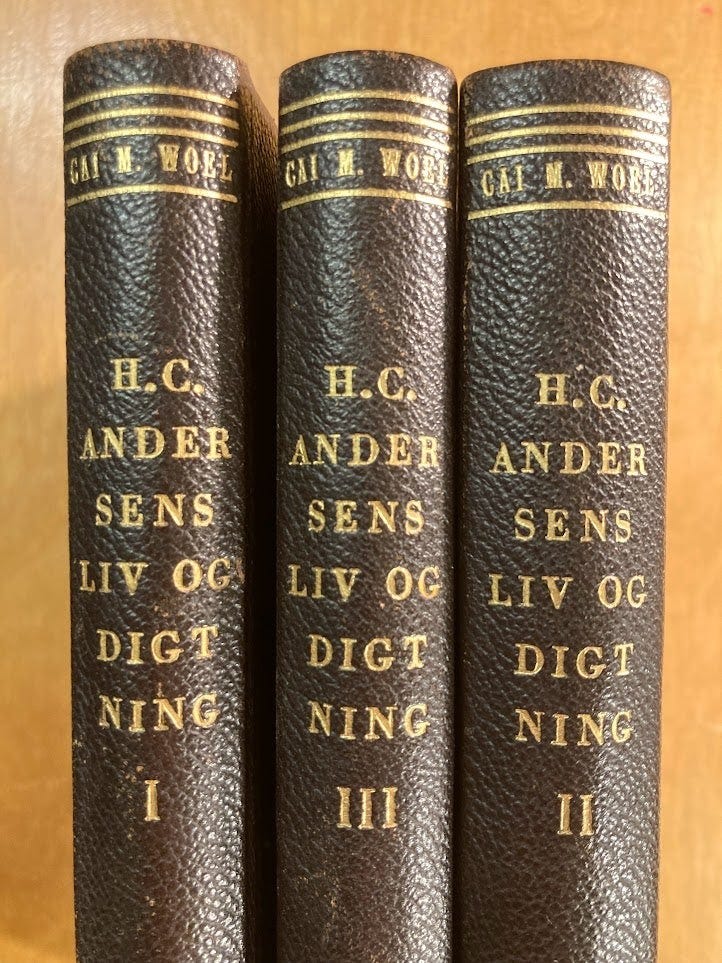 CAI M. WOEL
H.C.
ANDER
SENS
LIV OG
DIGT
NING
I
CAI M. WOEL
H.C.
ANDER
SENS
LIV OG
DIGT
NING
III
CAI M. WOEL
H.C.
ANDER
SENS
LIV OG
DIGT
NING
II